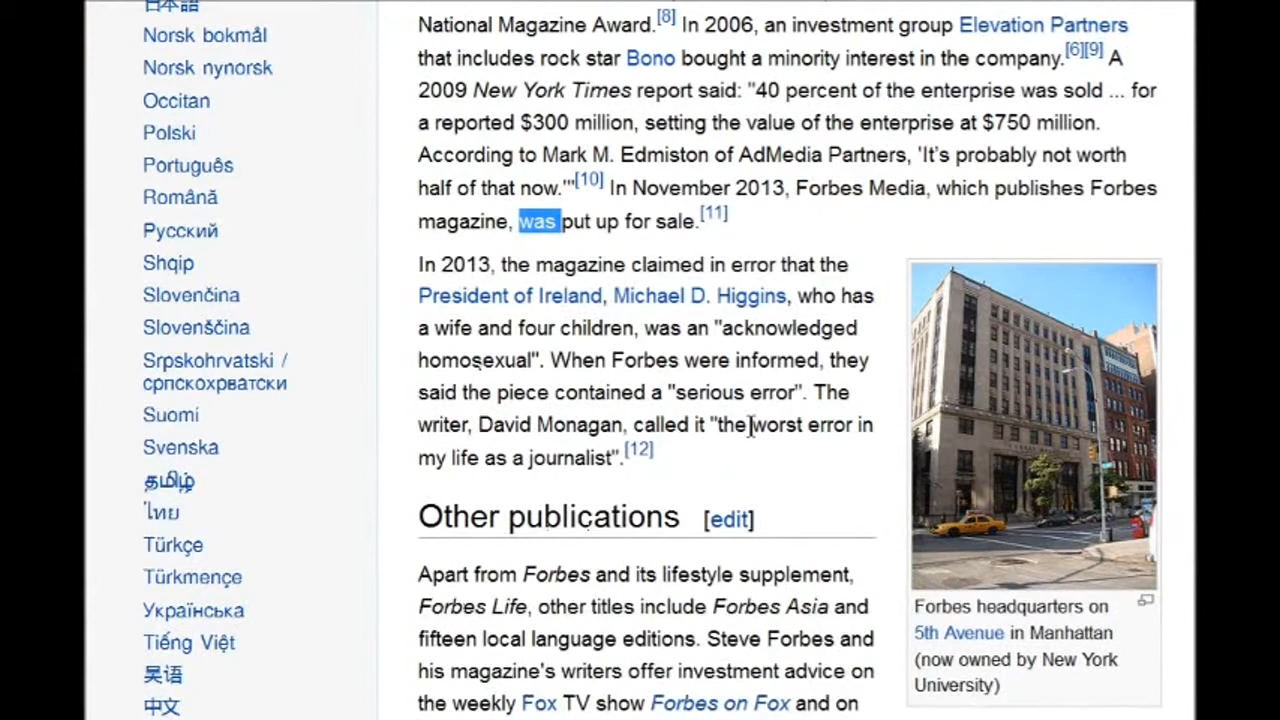 日本語
Norsk bokmål
Norsk nynorsk
Occitan
Polski
Português
Română
Русский
Shqip
Slovenčina
Slovenščina
Srpskohrvatski /
српскохрватски
Suomi
Svenska
தமிழ்
ไทย
Türkçe
Türkmençe
Українська
Tiếng Việt
吴语
中文
National Magazine Award.[8] In 2006, an investment group Elevation Partners
that includes rock star Bono bought a minority interest in the company.[6][9] A
2009 New York Times report said: "40 percent of the enterprise was sold ... for
a reported $300 million, setting the value of the enterprise at $750 million.
According to Mark M. Edmiston of AdMedia Partners, 'It's probably not worth
half of that now.'"[10] In November 2013, Forbes Media, which publishes Forbes
magazine, was put up for sale.[11]
In 2013, the magazine claimed in error that the
President of Ireland, Michael D. Higgins, who has
a wife and four children, was an "acknowledged
homosexual". When Forbes were informed, they
said the piece contained a "serious error". The
writer, David Monagan, called it "the worst error in
my life as a journalist".[12]
Other publications [edit]
Apart from Forbes and its lifestyle supplement,
Forbes Life, other titles include Forbes Asia and
fifteen local language editions. Steve Forbes and
his magazine's writers offer investment advice on
the weekly Fox TV show Forbes on Fox and on
Forbes headquarters on
5th Avenue in Manhattan
(now owned by New York
University)